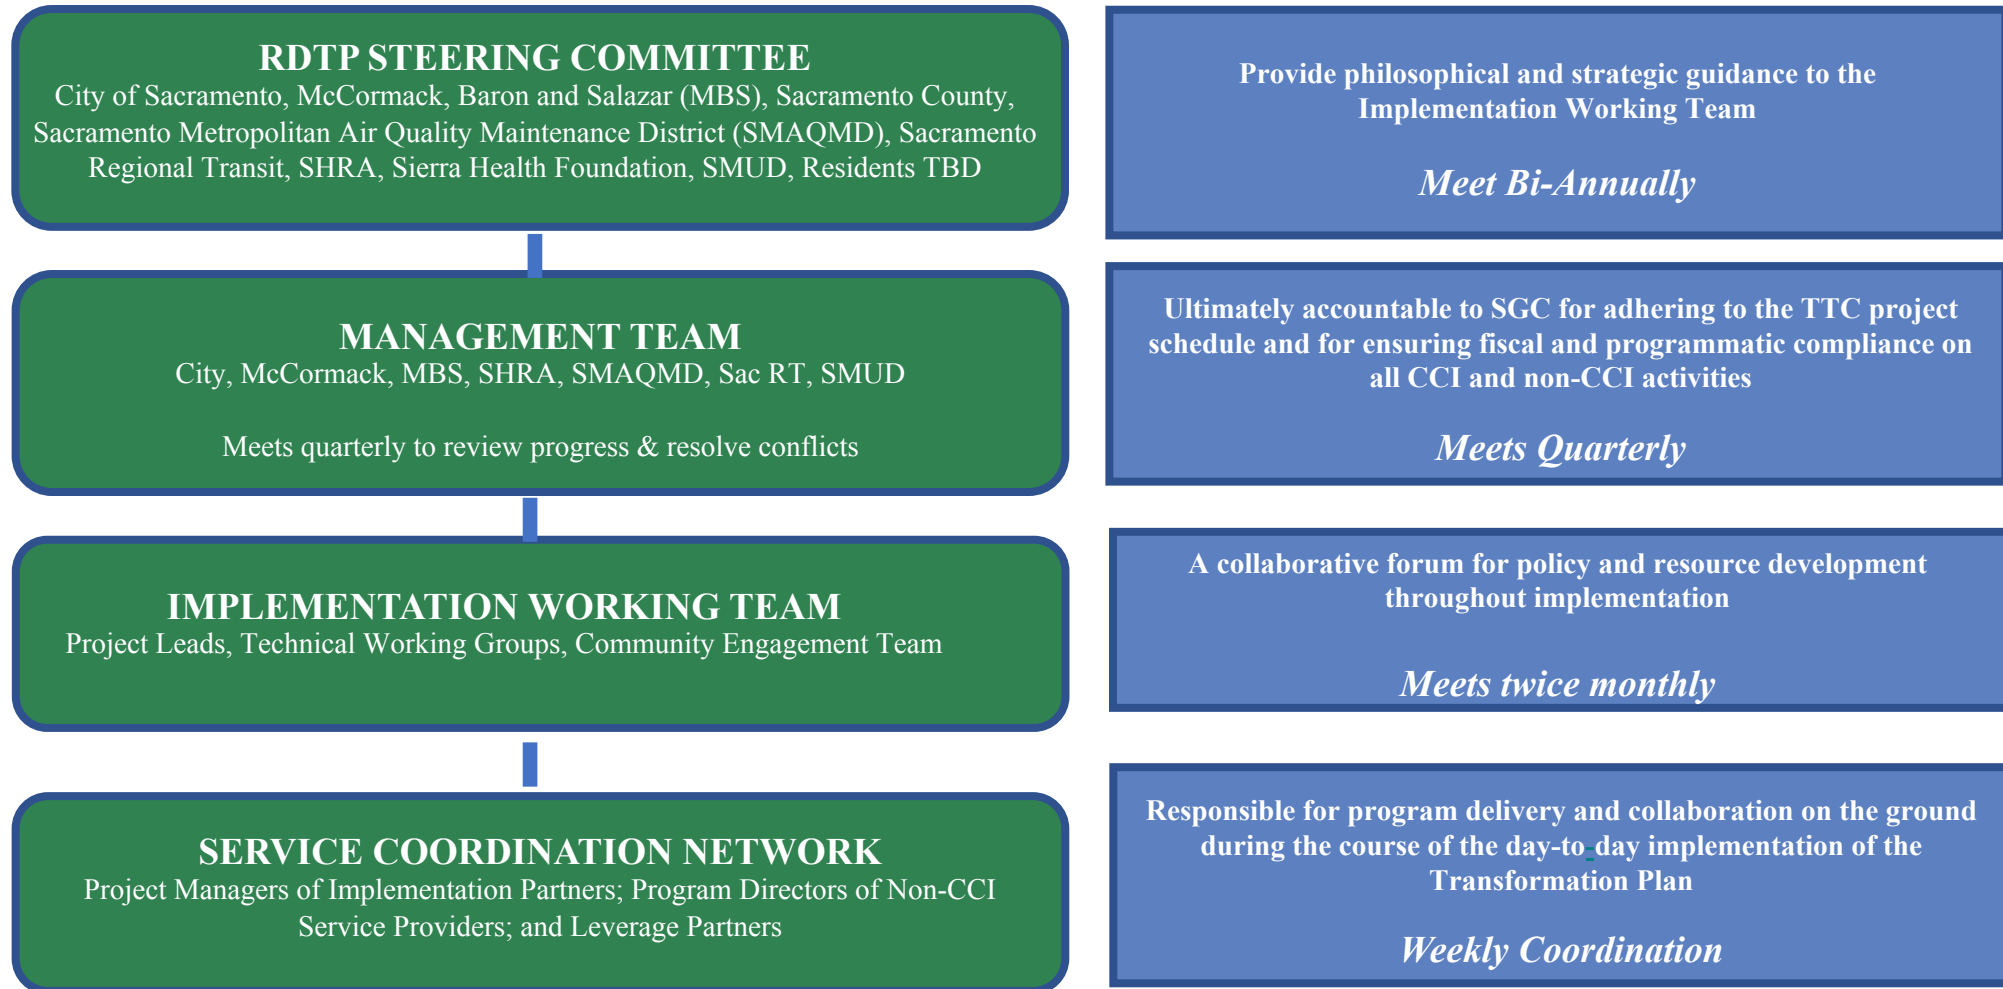 RDTP STEERING COMMITTEE
City of Sacramento, McCormack, Baron and Salazar (MBS), Sacramento County,
Sacramento Metropolitan Air Quality Maintenance District (SMAQMD), Sacramento
Regional Transit, SHRA, Sierra Health Foundation, SMUD, Residents TBD
Provide philosophical and strategic guidance to the
Implementation Working Team
Meet Bi-Annually
MANAGEMENT TEAM
City, McCormack, MBS, SHRA, SMAQMD, Sac RT, SMUD
Meets quarterly to review progress & resolve conflicts
Ultimately accountable to SGC for adhering to the TTC project
schedule and for ensuring fiscal and programmatic compliance on
all CCI and non-CCI activities
Meets Quarterly
IMPLEMENTATION WORKING TEAM
Project Leads, Technical Working Groups, Community Engagement Team
A collaborative forum for policy and resource development
throughout implementation
Meets twice monthly
SERVICE COORDINATION NETWORK
Project Managers of Implementation Partners; Program Directors of Non-CCI
Service Providers; and Leverage Partners
Responsible for program delivery and collaboration on the ground
during the course of the day-to-day implementation of the
Transformation Plan
Weekly Coordination